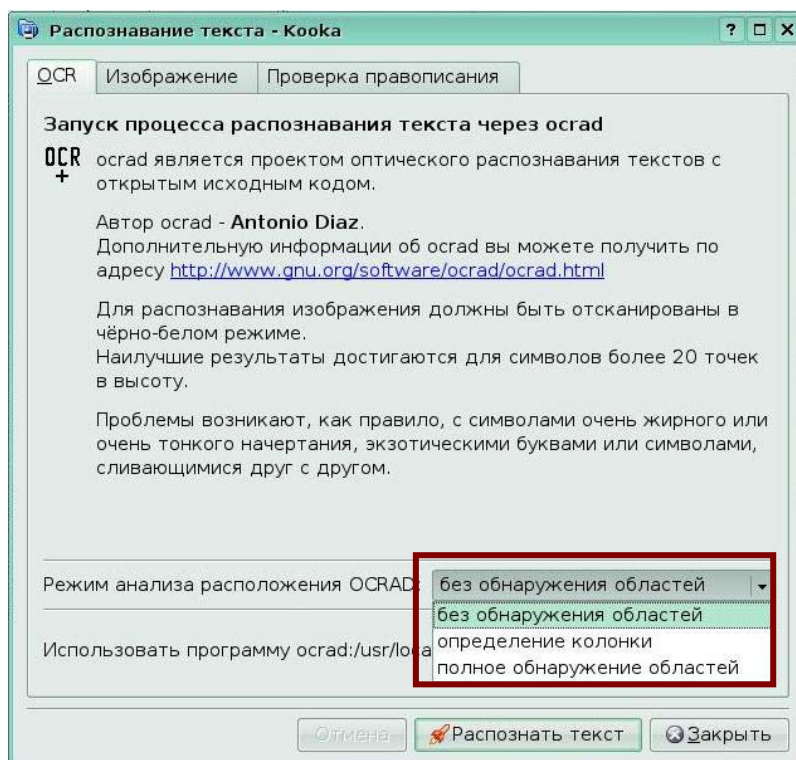 Распознавание текста - Kooka
OCR Изображение Проверка правописания
Запуск процесса распознавания текста через ocrad
OCR
+
ocrad является проектом оптического распознавания текстов с
открытым исходным кодом.
Автор ocrad - Antonio Diaz.
Дополнительную информации об ocrad вы можете получить по
адресу http://www.gnu.org/software/ocrad/ocrad.html
Для распознавания изображения должны быть отсканированы в
чёрно-белом режиме.
Наилучшие результаты достигаются для символов более 20 точек
в высоту.
Проблемы возникают, как правило, с символами очень жирного или
очень тонкого начертания, экзотическими буквами или символами,
сливающимися друг с другом.
Режим анализа расположения OCRAD: без обнаружения областей
без обнаружения областей
определение колонки
полное обнаружение областей
Использовать программу ocrad:/usr/loca
Отмена Распознать текст Закрыть